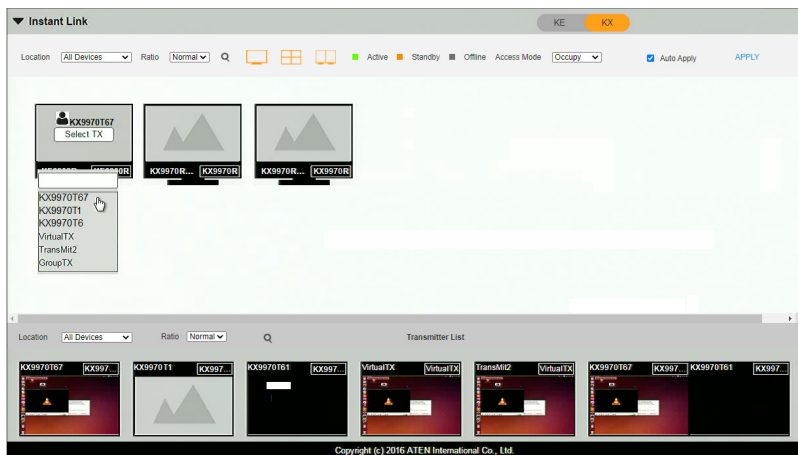 Instant Link
KE KX
Location All Devices Ratio Normal Active Standby Offline Access Mode Occupy Auto Apply APPLY
KX9970T67
Select TX
KX9970R... KX9970R KX9970R... KX9970R
KX9970T67
KX9970T1
KX9970T6
VirtualTX
TransMit2
GroupTX
Location All Devices Ratio Normal Transmitter List
KX9970T67 KX997... KX9970T1 KX997... KX9970T61 KX997... VirtualTX VirtualTX TransMit2 VirtualTX KX9970T67 KX997... KX9970T61 KX997...
Copyright (c) 2016 ATEN International Co., Ltd.